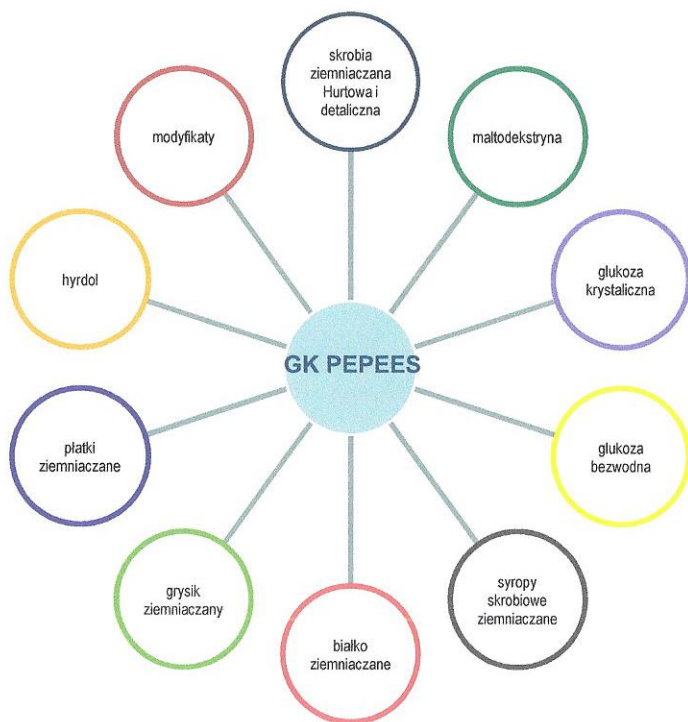 skrobia
ziemniaczana
Hurtowa i
detaliczna
maltodekstryna
glukoza
krystaliczna
glukoza
bezwodna
syropy
skrobiowe
ziemniaczane
białko
ziemniaczane
grysik
ziemniaczany
płatki
ziemniaczane
hyrdol
modyfikaty
GK PEPEES